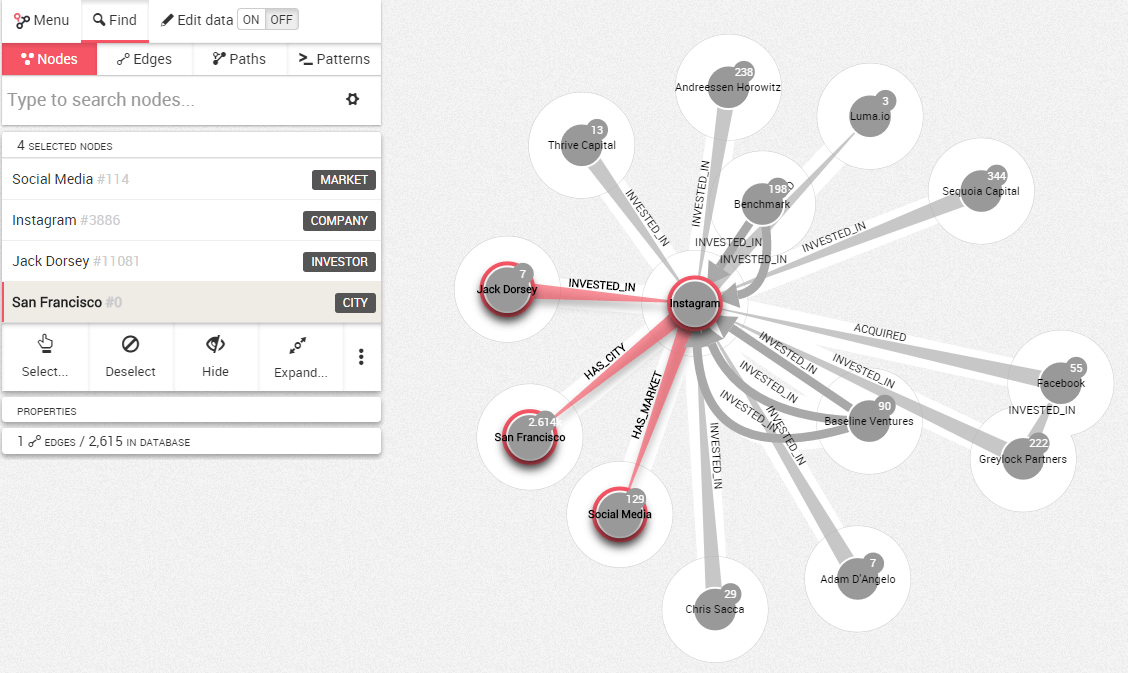 Menu
Find
Edit data ON OFF
Nodes
Edges
Paths
Patterns
Type to search nodes...
4 SELECTED NODES
Social Media #114 MARKET
Instagram #3886 COMPANY
Jack Dorsey #11081 INVESTOR
San Francisco #0 CITY
Select...
Deselect
Hide
Expand...
PROPERTIES
1 EDGES / 2,615 IN DATABASE
238
Andreessen Horowitz
3
Luma.io
13
Thrive Capital
344
Sequoia Capital
198
Benchmark
INVESTED_IN
INVESTED_IN
INVESTED_IN
INVESTED_IN
INVESTED_IN
7
Jack Dorsey
INVESTED_IN
Instagram
ACQUIRED
55
Facebook
INVESTED_IN
INVESTED_IN
INVESTED_IN
INVESTED_IN
INVESTED_IN
INVESTED_IN
90
Baseline Ventures
222
Greylock Partners
HAS_CITY
2.614
San Francisco
HAS_MARKET
129
Social Media
INVESTED_IN
7
Adam D'Angelo
29
Chris Sacca